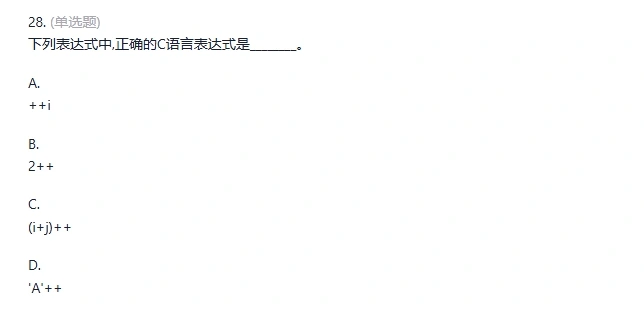 28. (单选题)
下列表达式中,正确的C语言表达式是________。
A.
++i
B.
2++
C.
(i+j)++
D.
'A'++